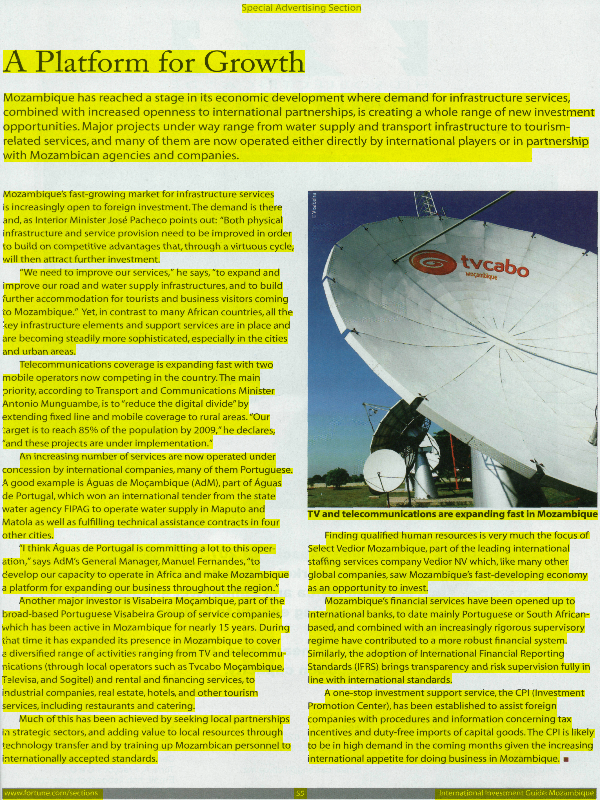 Special Advertising Section
A Platform for Growth
Mozambique has reached a stage in its economic development where demand for infrastructure services,
combined with increased openness to international partnerships, is creating a whole range of new investment
opportunities. Major projects under way range from water supply and transport infrastructure to tourism-
related services, and many of them are now operated either directly by international players or in partnership
with Mozambican agencies and companies.
Mozambique's fast-growing market for infrastructure services
is increasingly open to foreign investment. The demand is there
and, as Interior Minister José Pacheco points out: "Both physical
infrastructure and service provision need to be improved in order
to build on competitive advantages that, through a virtuous cycle,
will then attract further investment.
"We need to improve our services," he says, "to expand and
improve our road and water supply infrastructures, and to build
further accommodation for tourists and business visitors coming
to Mozambique." Yet, in contrast to many African countries, all the
key infrastructure elements and support services are in place and
are becoming steadily more sophisticated, especially in the cities
and urban areas.
Telecommunications coverage is expanding fast with two
mobile operators now competing in the country. The main
priority, according to Transport and Communications Minister
Antonio Munguambe, is to "reduce the digital divide" by
extending fixed line and mobile coverage to rural areas. "Our
target is to reach 85% of the population by 2009," he declares,
"and these projects are under implementation."
An increasing number of services are now operated under
concession by international companies, many of them Portuguese.
A good example is Águas de Moçambique (AdM), part of Águas
de Portugal, which won an international tender from the state
water agency FIPAG to operate water supply in Maputo and
Matola as well as fulfilling technical assistance contracts in four
other cities.
"I think Águas de Portugal is committing a lot to this oper-
ation," says AdM's General Manager, Manuel Fernandes, "to
develop our capacity to operate in Africa and make Mozambique
a platform for expanding our business throughout the region."
Another major investor is Visabeira Moçambique, part of the
broad-based Portuguese Visabeira Group of service companies,
which has been active in Mozambique for nearly 15 years. During
that time it has expanded its presence in Mozambique to cover
a diversified range of activities ranging from TV and telecommu-
nications (through local operators such as Tvcabo Moçambique,
Televisa, and Sogitel) and rental and financing services, to
industrial companies, real estate, hotels, and other tourism
services, including restaurants and catering.
Much of this has been achieved by seeking local partnerships
in strategic sectors, and adding value to local resources through
technology transfer and by training up Mozambican personnel to
internationally accepted standards.
tvcabo
moçambique
TV and telecommunications are expanding fast in Mozambique
Finding qualified human resources is very much the focus of
Select Vedior Mozambique, part of the leading international
staffing services company Vedior NV which, like many other
global companies, saw Mozambique's fast-developing economy
as an opportunity to invest.
Mozambique's financial services have been opened up to
international banks, to date mainly Portuguese or South African-
based, and combined with an increasingly rigorous supervisory
regime have contributed to a more robust financial system.
Similarly, the adoption of International Financial Reporting
Standards (IFRS) brings transparency and risk supervision fully in
line with international standards.
A one-stop investment support service, the CPI (Investment
Promotion Center), has been established to assist foreign
companies with procedures and information concerning tax
incentives and duty-free imports of capital goods. The CPI is likely
to be in high demand in the coming months given the increasing
international appetite for doing business in Mozambique. ■
www.fortune.com/sections
S5
International Investment Guide: Mozambique